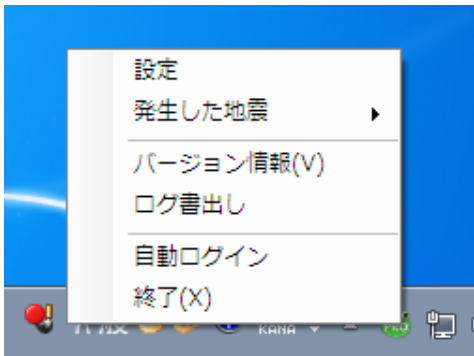 設定
発生した地震
バージョン情報(V)
ログ書出し
自動ログイン
終了(X)
KANA